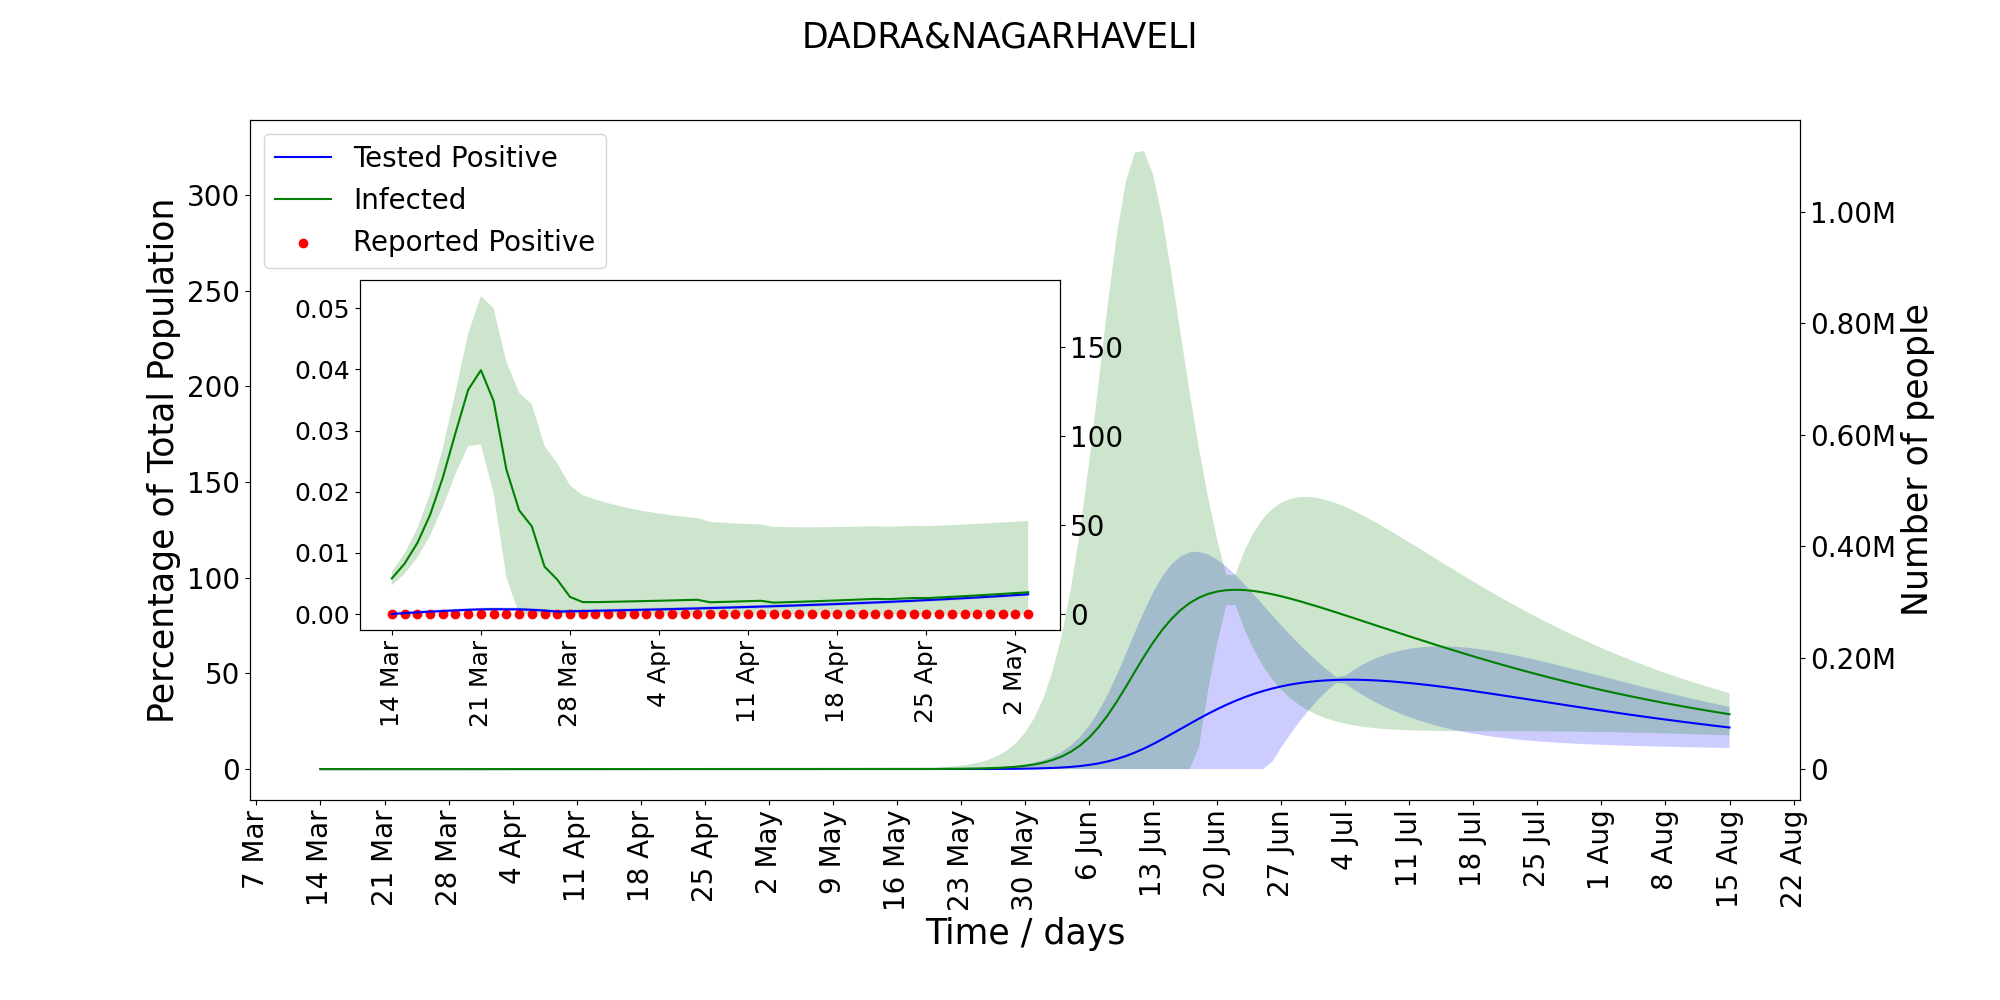 DADRA&NAGARHAVELI
Tested Positive
Infected
Reported Positive
Percentage of Total Population
300
250
200
150
100
50
0
0.05
0.04
0.03
0.02
0.01
0.00
150
100
50
0
14 Mar
21 Mar
28 Mar
4 Apr
11 Apr
18 Apr
25 Apr
2 May
1.00M
0.80M
0.60M
0.40M
0.20M
0
Number of people
7 Mar
14 Mar
21 Mar
28 Mar
4 Apr
11 Apr
18 Apr
25 Apr
2 May
9 May
16 May
23 May
30 May
6 Jun
13 Jun
20 Jun
27 Jun
4 Jul
11 Jul
18 Jul
25 Jul
1 Aug
8 Aug
15 Aug
22 Aug
Time / days